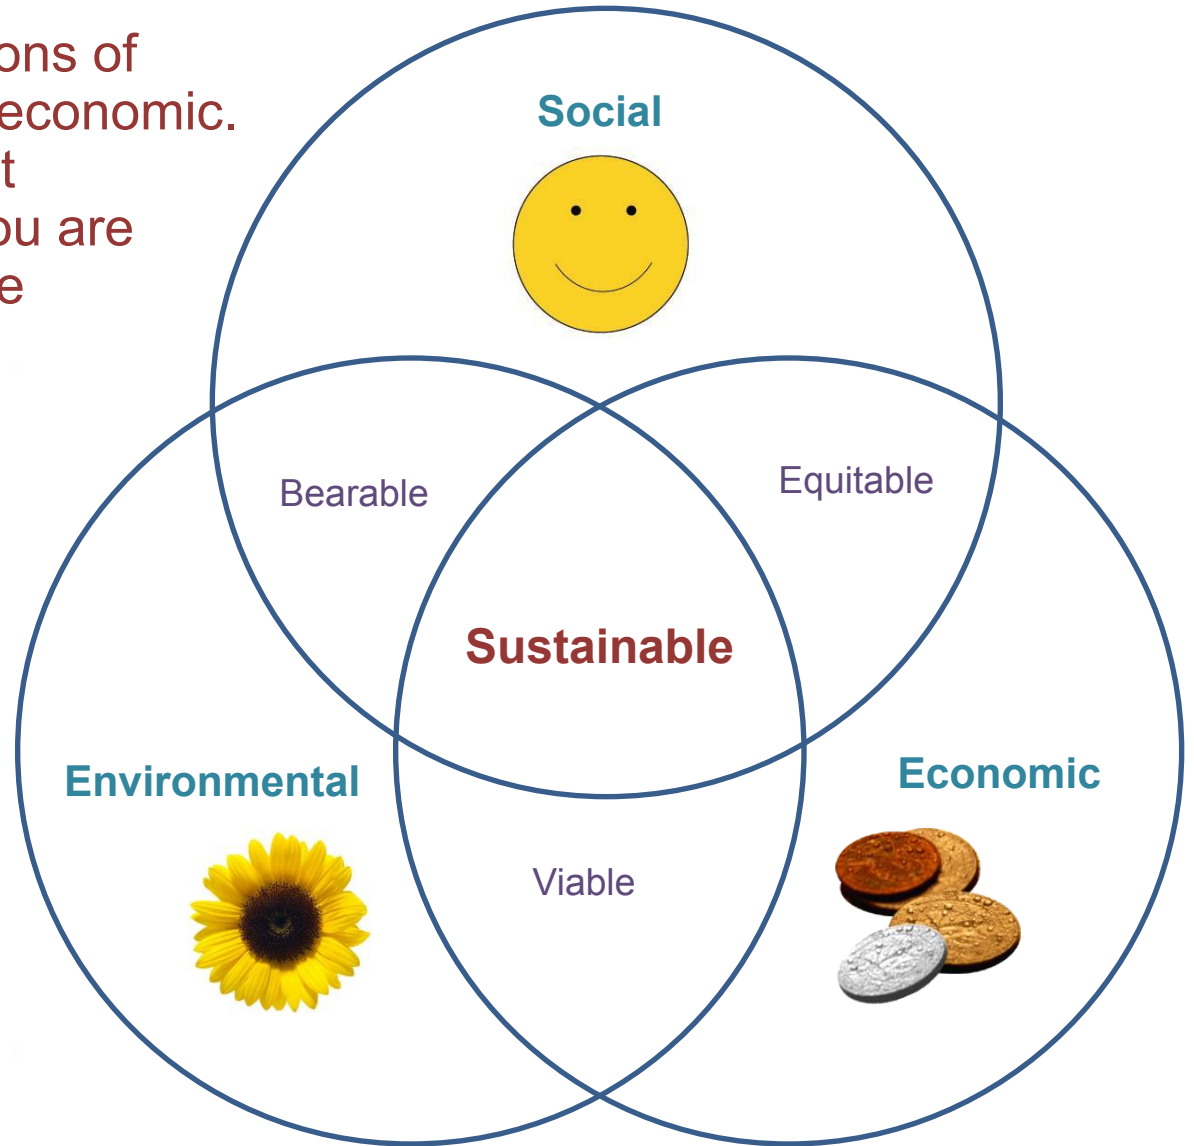 ons of
economic.
t
ou are
e
Social
Bearable
Equitable
Sustainable
Environmental
Economic
Viable